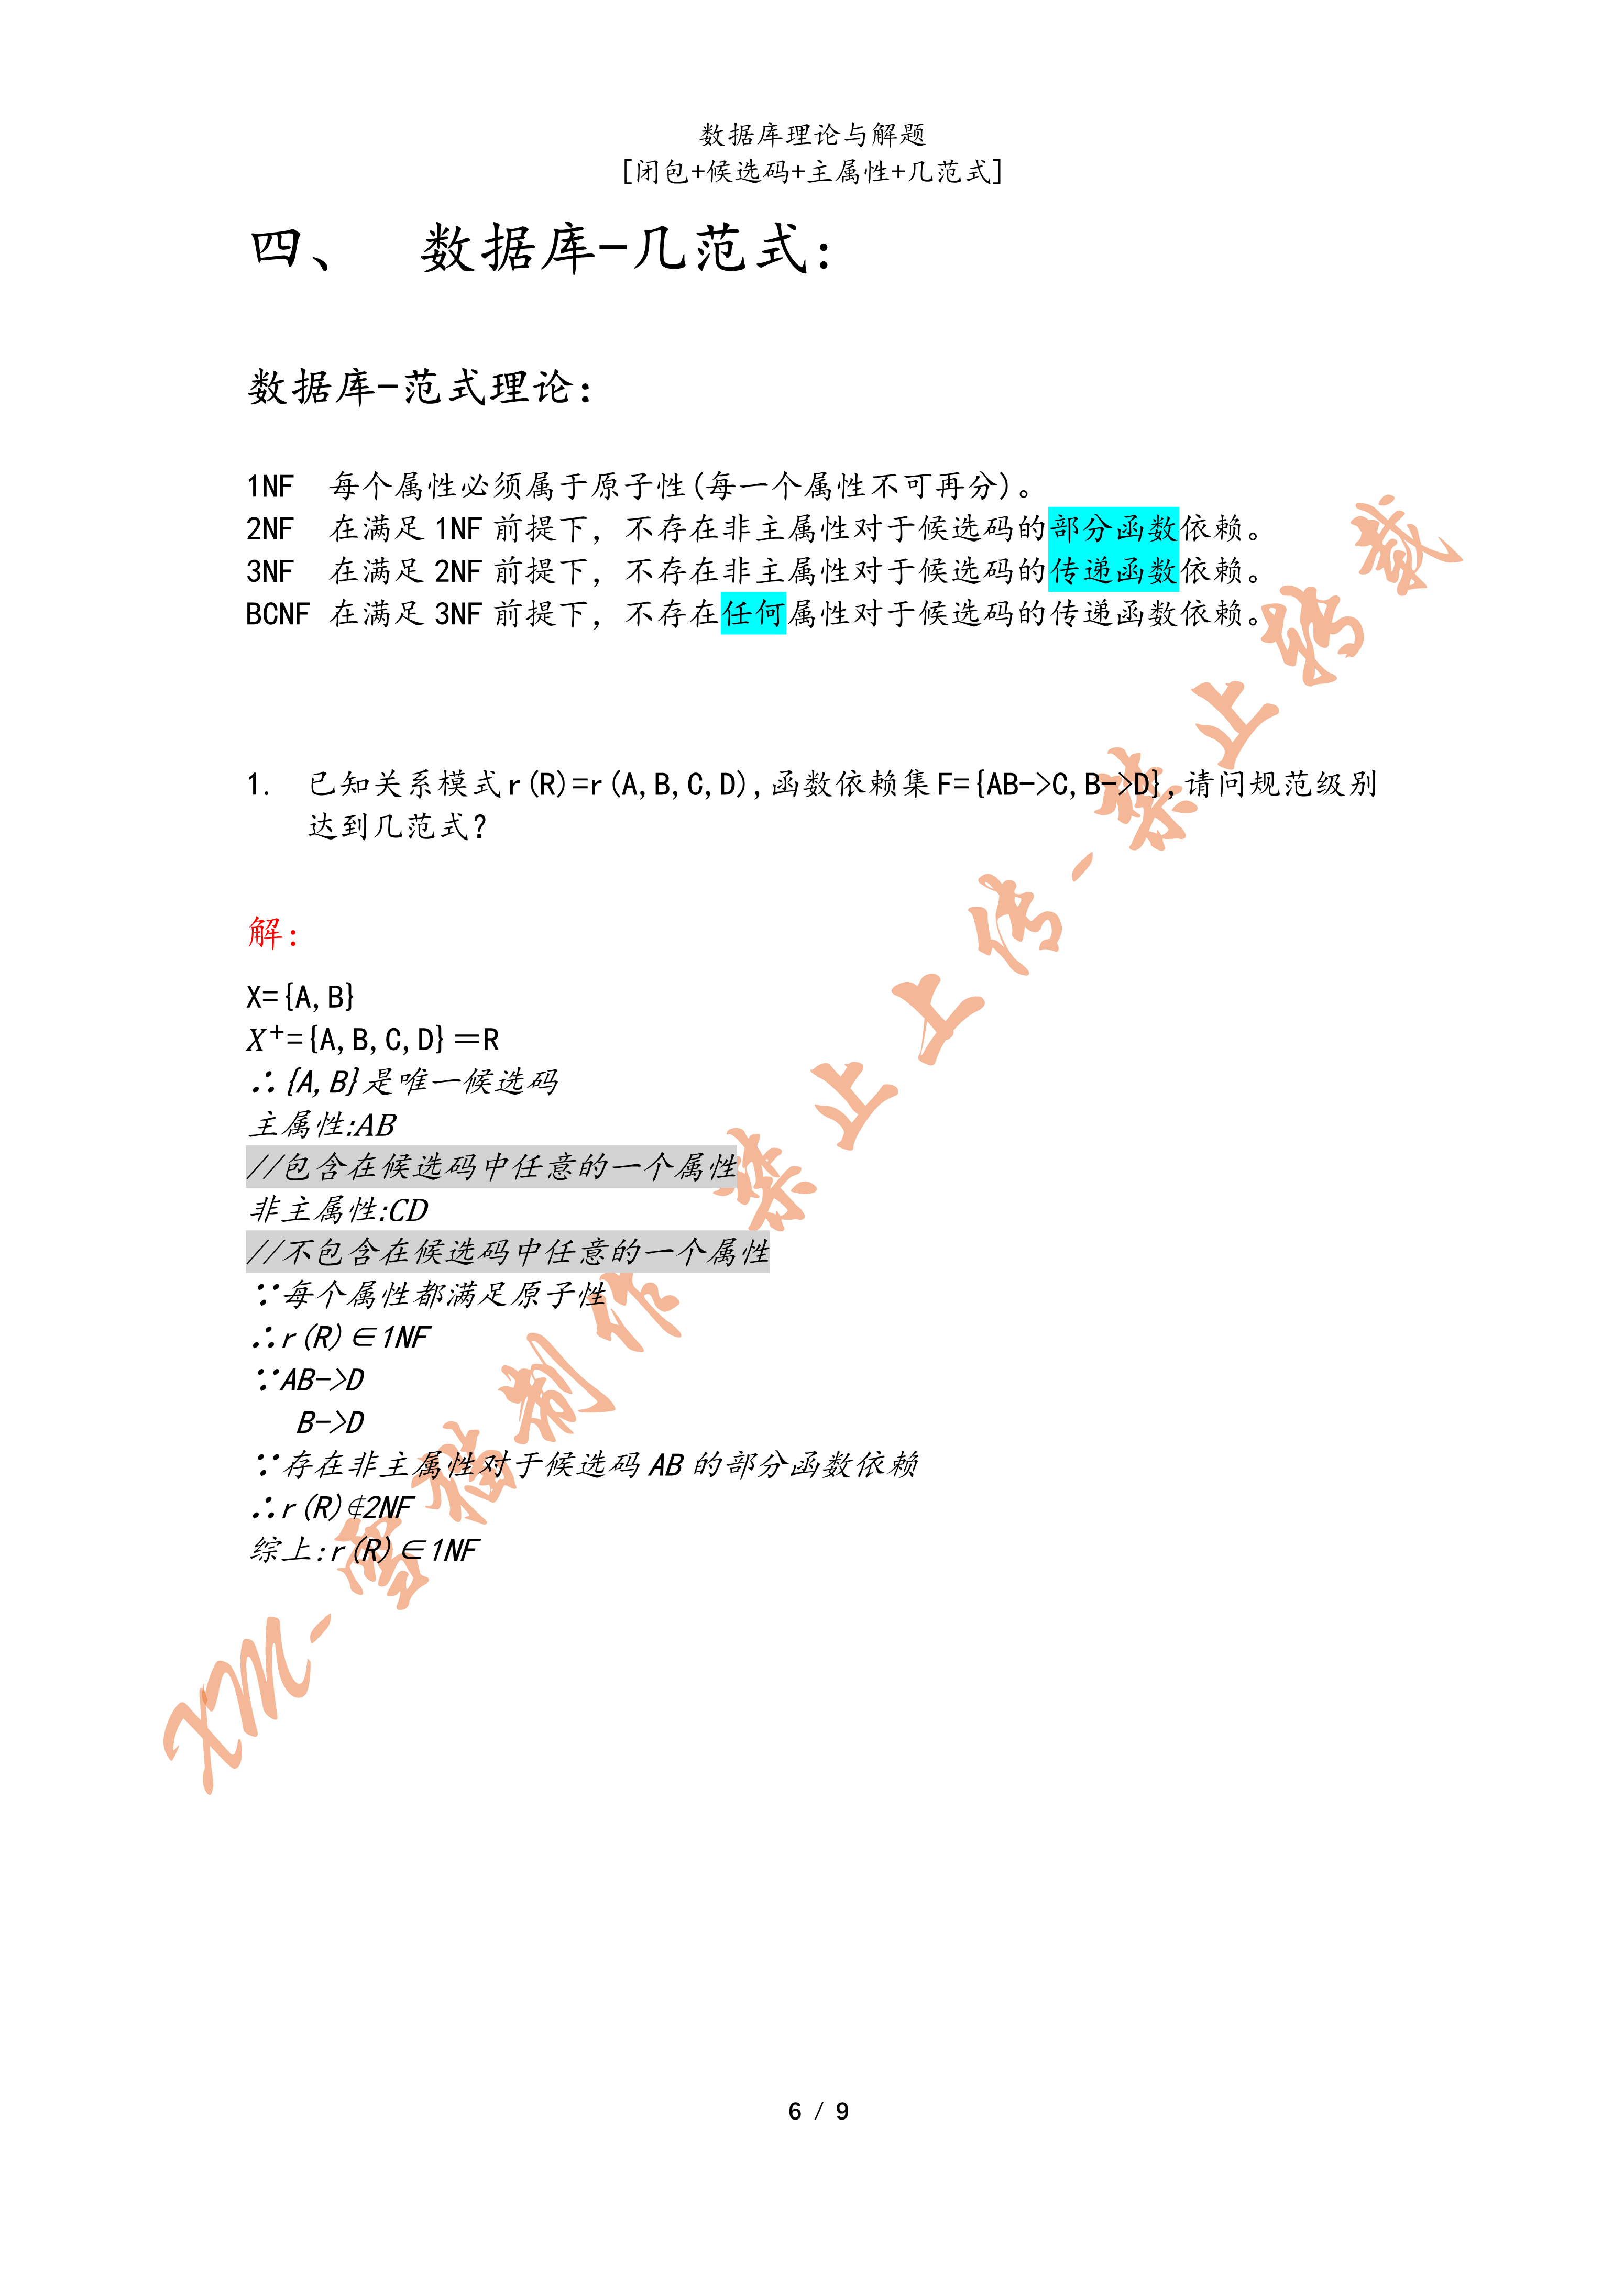 数据库理论与解题
[闭包+候选码+主属性+几范式]
四、 数据库-几范式:
数据库-范式理论:
1NF 每个属性必须属于原子性(每一个属性不可再分)。
2NF 在满足 1NF 前提下, 不存在非主属性对于候选码的部分函数依赖。
3NF 在满足 2NF 前提下, 不存在非主属性对于候选码的传递函数依赖。
BCNF 在满足 3NF 前提下, 不存在任何属性对于候选码的传递函数依赖。
1. 已知关系模式r(R)=r(A,B,C,D),函数依赖集F={AB->C,B->D},请问规范级别
达到几范式?
解:
X={A,B}
X⁺={A,B,C,D}=R
∴{A,B}是唯一候选码
主属性:AB
//包含在候选码中任意的一个属性
非主属性:CD
//不包含在候选码中任意的一个属性
∵每个属性都满足原子性
∴r(R)∈1NF
∵AB->D
B->D
∵存在非主属性对于候选码 AB 的部分函数依赖
∴r(R)∉2NF
综上:r(R)∈1NF
XM-雪猫制作 禁止上传-禁止转载
6 / 9